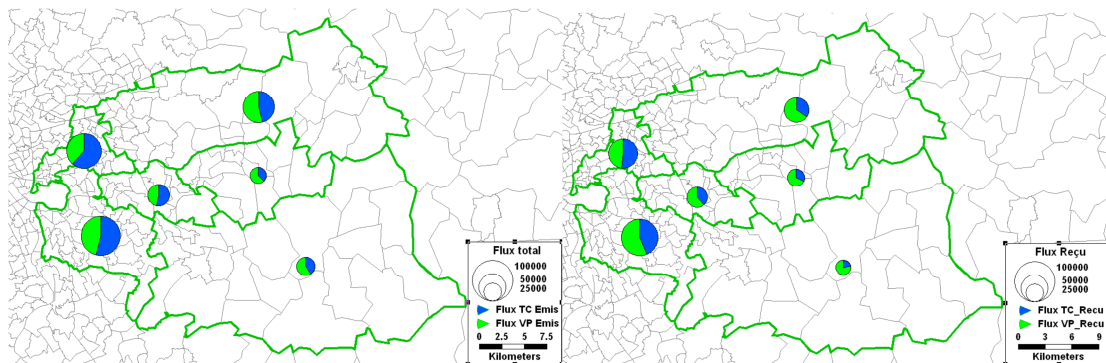 Flux total
100000
50000
25000
Flux TC Emis
Flux VP Emis
0 2.5 5 7.5
Kilometers
Flux Reçu
100000
50000
25000
Flux TC_Recu
Flux VP_Recu
0 3 6 9
Kilometers